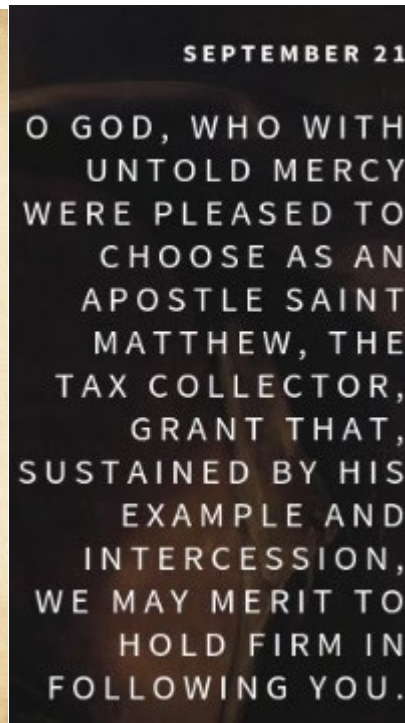 SEPTEMBER 21
O GOD, WHO WITH
UNTOLD MERCY
WERE PLEASED TO
CHOOSE AS AN
APOSTLE SAINT
MATTHEW, THE
TAX COLLECTOR,
GRANT THAT,
SUSTAINED BY HIS
EXAMPLE AND
INTERCESSION,
WE MAY MERIT TO
HOLD FIRM IN
FOLLOWING YOU.